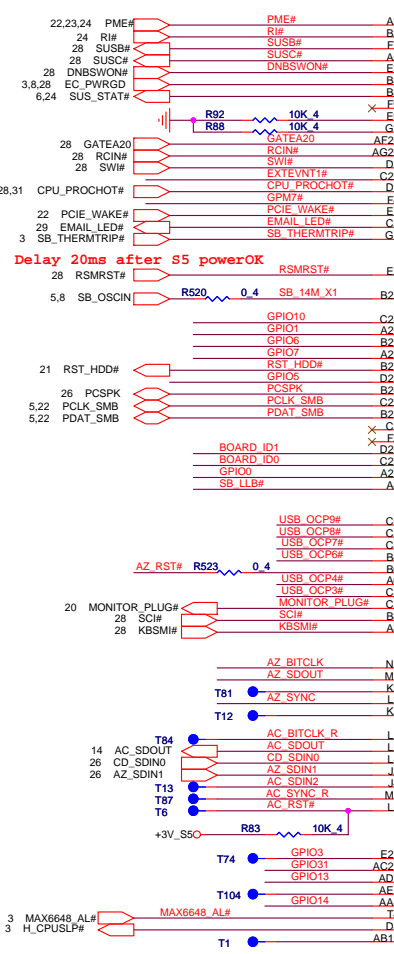 22,23,24 PME# PME# A
24 RI# RI# B
28 SUSB# SUSB# F
28 SUSC# SUSC# A
28 DNBSWON# DNBSWON# E
3,8,28 EC_PWRGD B
6,24 SUS_STAT# B
F
R92 10K_4 E
R88 10K_4 G
28 GATEA20 GATEA20 AF2
28 RCIN# RCIN# AG2
28 SWI# SWI# D
EXTEVNT1# C2
28,31 CPU_PROCHOT# CPU_PROCHOT# D
GPM7# F
22 PCIE_WAKE# PCIE_WAKE# E
29 EMAIL_LED# EMAIL_LED# C
3 SB_THERMTRIP# SB_THERMTRIP# G
Delay 20ms after S5 powerOK
28 RSMRST# RSMRST# E
5,8 SB_OSCIN R520 0_4 SB_14M_X1 B2
GPIO10 C2
GPIO1 A2
GPIO6 B2
GPIO7 A2
21 RST_HDD# RST_HDD# B2
GPIO5 D2
26 PCSPK PCSPK B2
5,22 PCLK_SMB PCLK_SMB C2
5,22 PDAT_SMB PDAT_SMB B2
C
F
BOARD_ID1 D2
BOARD_ID0 C2
GPIO0 A2
SB_LLB# A
USB_OCP9# C
USB_OCP8# C
USB_OCP7# C
USB_OCP6# B
AZ_RST# R523 0_4 B
USB_OCP4# A
USB_OCP3# C
20 MONITOR_PLUG# MONITOR_PLUG# C
28 SCI# SCI# B
28 KBSMI# KBSMI# A
AZ_BITCLK N
AZ_SDOUT M
T81 K
AZ_SYNC L
T12 K
T84 AC_BITCLK_R L
14 AC_SDOUT AC_SDOUT L
26 CD_SDIN0 CD_SDIN0 L
26 AZ_SDIN1 AZ_SDIN1 J
T13 AC_SDIN2 J
T87 AC_SYNC_R M
T6 AC_RST# L
+3V_S5 R83 10K_4
T74 GPIO3 E2
GPIO31 AC2
GPIO13 AD
T104 AE
GPIO14 AA
3 MAX6648_AL# MAX6648_AL# T
3 H_CPUSLP# D
T1 AB1